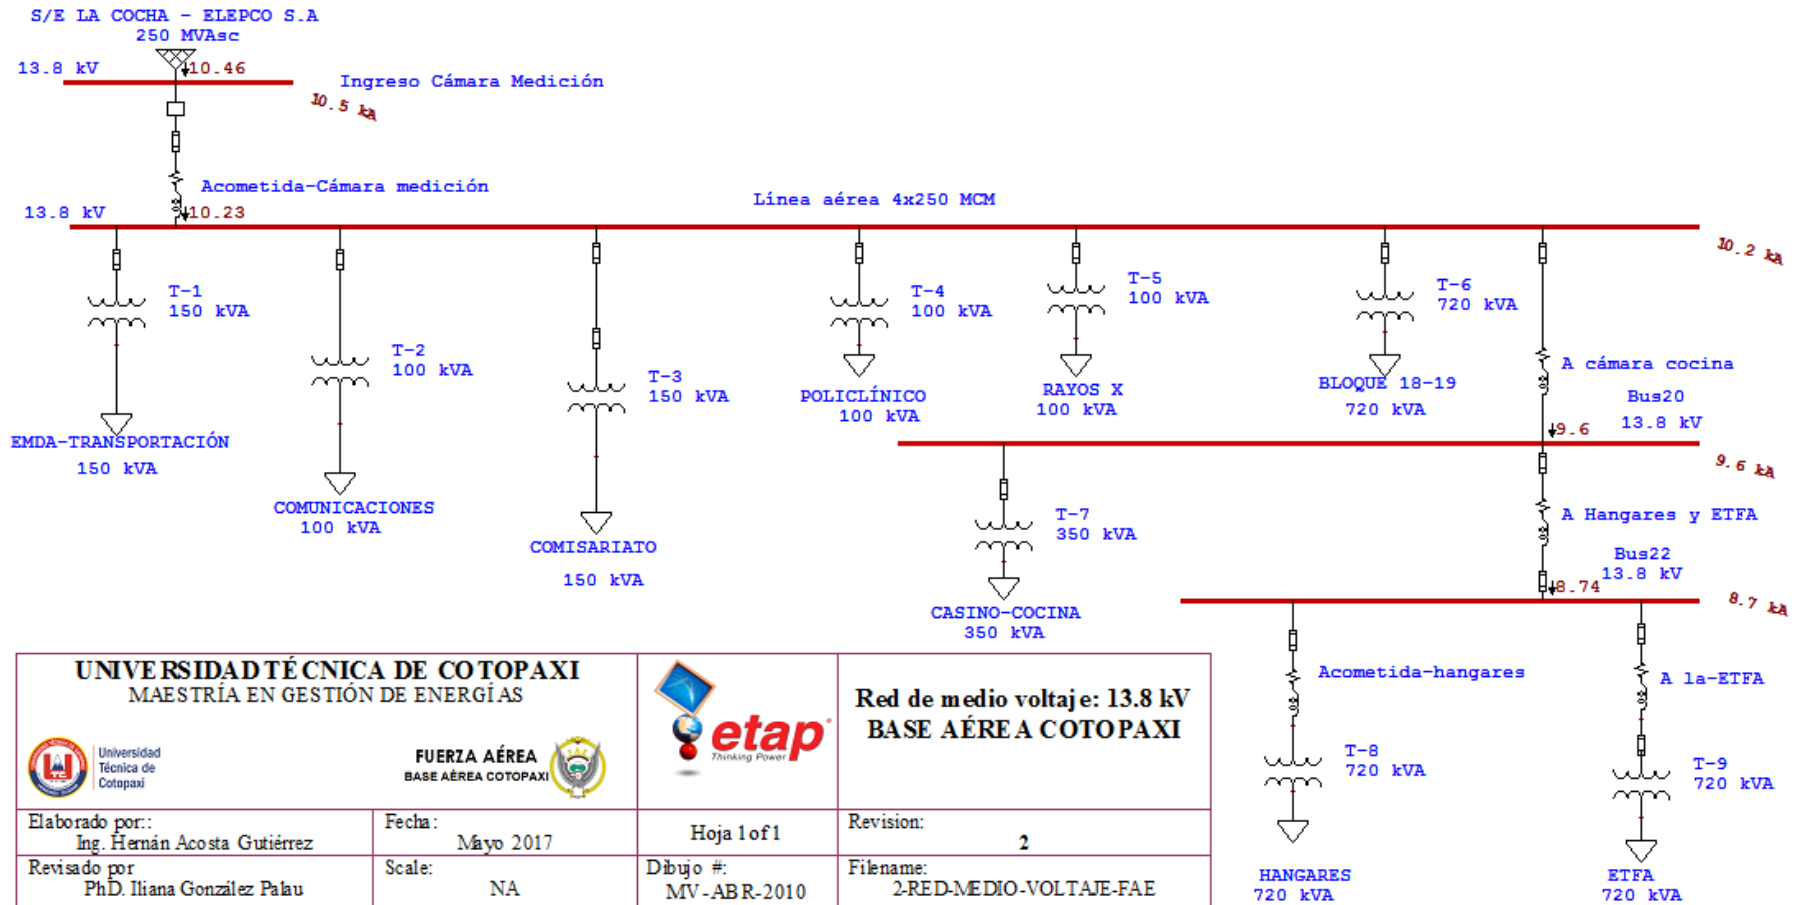 S/E LA COCHA - ELEPCO S.A
250 MVAsc
13.8 kV
10.46
Ingreso Cámara Medición
10.5 kA
Acometida-Cámara medición
13.8 kV
10.23
Línea aérea 4x250 MCM
10.2 kA
T-1
150 kVA
EMDA-TRANSPORTACIÓN
150 kVA
T-2
100 kVA
COMUNICACIONES
100 kVA
T-3
150 kVA
COMISARIATO
150 kVA
T-4
100 kVA
POLICLÍNICO
100 kVA
T-5
100 kVA
RAYOS X
100 kVA
T-6
720 kVA
BLOQUE 18-19
720 kVA
A cámara cocina
Bus20
13.8 kV
9.6
9.6 kA
T-7
350 kVA
CASINO-COCINA
350 kVA
A Hangares y ETFA
Bus22
13.8 kV
8.74
8.7 kA
Acometida-hangares
T-8
720 kVA
HANGARES
720 kVA
A la-ETFA
T-9
720 kVA
ETFA
720 kVA
UNIVERSIDAD TÉCNICA DE COTOPAXI
MAESTRÍA EN GESTIÓN DE ENERGÍAS
Universidad
Técnica de
Cotopaxi
FUERZA AÉREA
BASE AÉREA COTOPAXI
etap
Thinking Power
Red de medio voltaje: 13.8 kV
BASE AÉREA COTOPAXI
Elaborado por::
Ing. Hernán Acosta Gutiérrez
Fecha:
Mayo 2017
Hoja 1 of 1
Revision:
2
Revisado por
PhD. Iliana González Palau
Scale:
NA
Dibujo #:
MV-ABR-2010
Filename:
2-RED-MEDIO-VOLTAJE-FAE